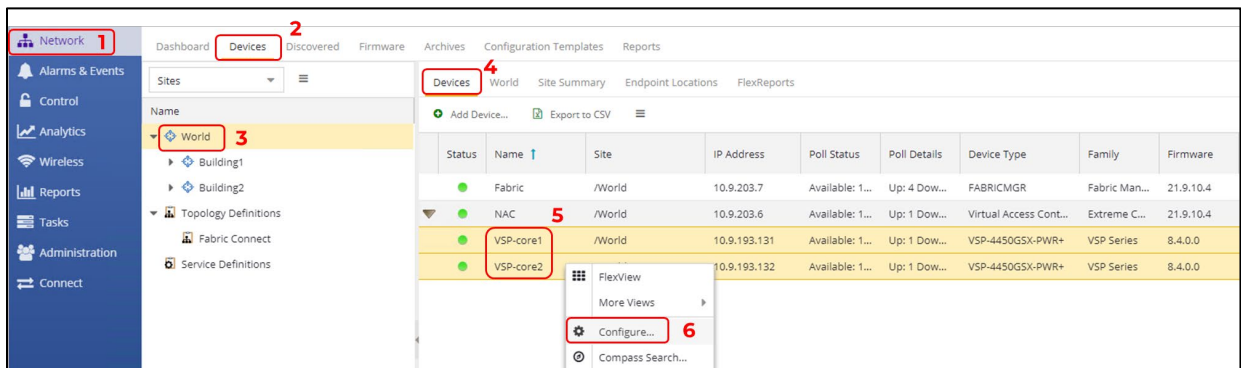 Network 1
Alarms & Events
Control
Analytics
Wireless
Reports
Tasks
Administration
Connect
2
Dashboard Devices Discovered Firmware Archives Configuration Templates Reports
Sites
Name
World 3
Building1
Building2
Topology Definitions
Fabric Connect
Service Definitions
4
Devices World Site Summary Endpoint Locations FlexReports
Add Device... Export to CSV
Status Name Site IP Address Poll Status Poll Details Device Type Family Firmware
Fabric /World 10.9.203.7 Available: 1... Up: 4 Dow... FABRICMGR Fabric Man... 21.9.10.4
NAC 5 /World 10.9.203.6 Available: 1... Up: 1 Dow... Virtual Access Cont... Extreme C... 21.9.10.4
VSP-core1 /World 10.9.193.131 Available: 1... Up: 1 Dow... VSP-4450GSX-PWR+ VSP Series 8.4.0.0
VSP-core2 10.9.193.132 Available: 1... Up: 1 Dow... VSP-4450GSX-PWR+ VSP Series 8.4.0.0
FlexView
More Views
Configure... 6
Compass Search...